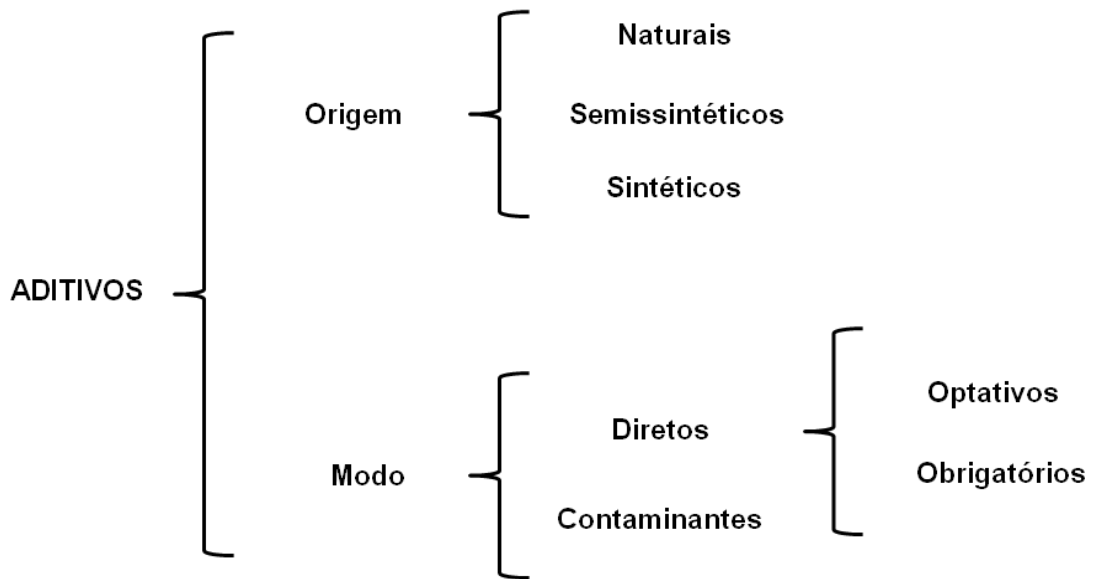 ADITIVOS
Origem
Naturais
Semissintéticos
Sintéticos
Modo
Diretos
Contaminantes
Optativos
Obrigatórios